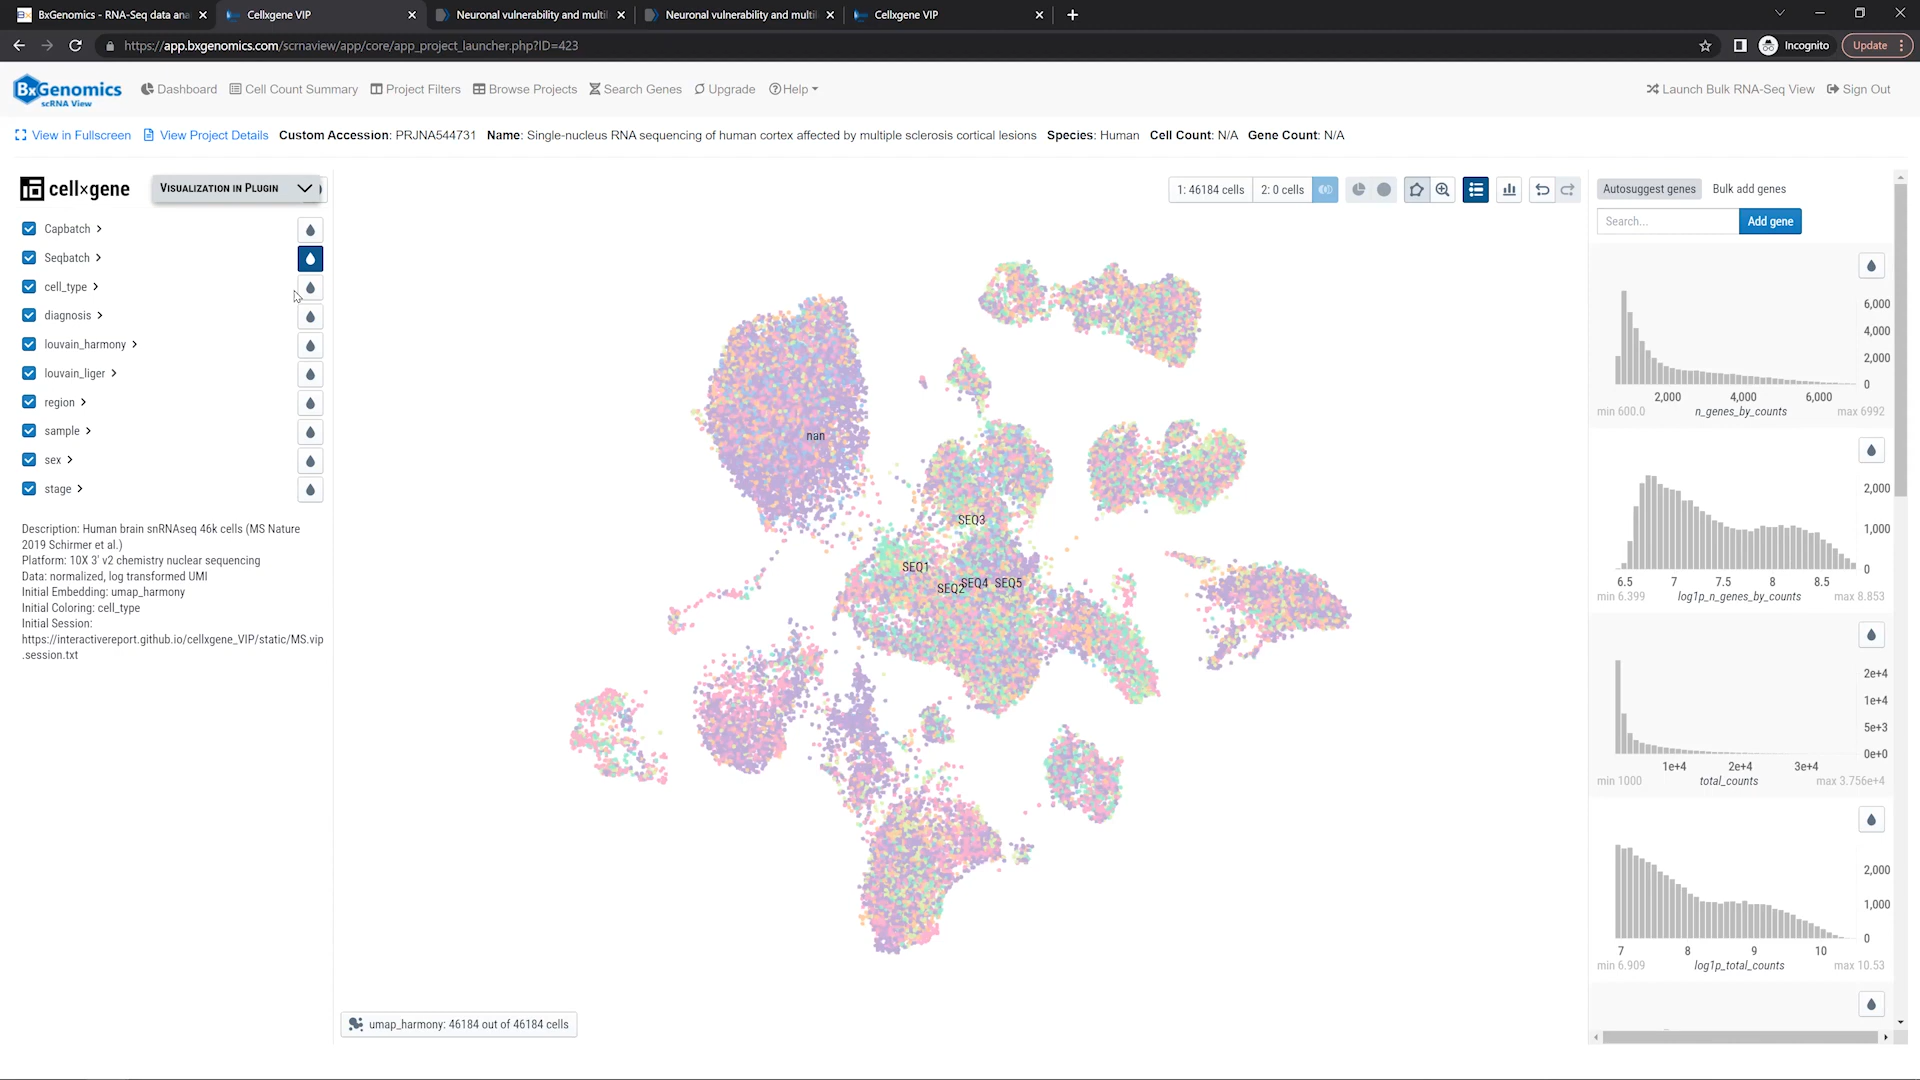 BxGenomics - RNA-Seq data ana
Cellxgene VIP
Neuronal vulnerability and multi
Neuronal vulnerability and multi
Cellxgene VIP
https://app.bxgenomics.com/scrnaview/app/core/app_project_launcher.php?ID=423
Incognito
Update
BxGenomics
scRNA View
Dashboard
Cell Count Summary
Project Filters
Browse Projects
Search Genes
Upgrade
Help
Launch Bulk RNA-Seq View
Sign Out
View in Fullscreen
View Project Details
Custom Accession: PRJNA544731 Name: Single-nucleus RNA sequencing of human cortex affected by multiple sclerosis cortical lesions Species: Human Cell Count: N/A Gene Count: N/A
cell×gene
VISUALIZATION IN PLUGIN
1: 46184 cells
2: 0 cells
Autosuggest genes
Bulk add genes
Search...
Add gene
Capbatch
Seqbatch
cell_type
diagnosis
louvain_harmony
louvain_liger
region
sample
sex
stage
Description: Human brain snRNAseq 46k cells (MS Nature
2019 Schirmer et al.)
Platform: 10X 3' v2 chemistry nuclear sequencing
Data: normalized, log transformed UMI
Initial Embedding: umap_harmony
Initial Coloring: cell_type
Initial Session:
https://interactivereport.github.io/cellxgene_VIP/static/MS.vip
.session.txt
nan
SEQ3
SEQ1
SEQ2
SEQ4
SEQ5
umap_harmony: 46184 out of 46184 cells
6,000
4,000
2,000
0
2,000 4,000 6,000
min 600.0 n_genes_by_counts max 6992
2,000
1,000
0
6.5 7 7.5 8 8.5
min 6.399 log1p_n_genes_by_counts max 8.853
2e+4
1e+4
5e+3
0e+0
1e+4 2e+4 3e+4
min 1000 total_counts max 3.756e+4
2,000
1,000
0
7 8 9 10
min 6.909 log1p_total_counts max 10.53